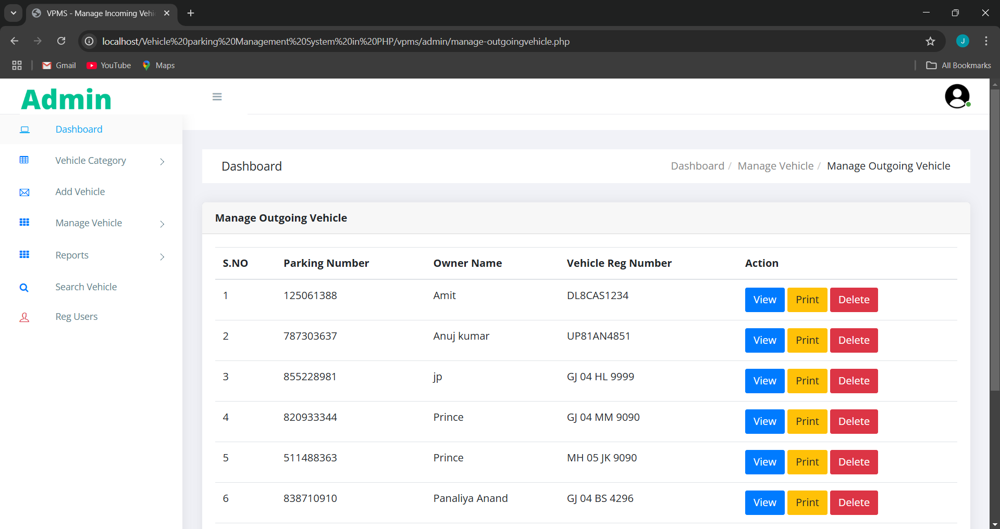 VPMS - Manage Incoming Vehi
localhost/Vehicle%20parking%20Management%20System%20in%20PHP/vpms/admin/manage-outgoingvehicle.php
J
Gmail YouTube Maps All Bookmarks
Admin
Dashboard
Vehicle Category
Add Vehicle
Manage Vehicle
Reports
Search Vehicle
Reg Users
Dashboard
Dashboard / Manage Vehicle / Manage Outgoing Vehicle
Manage Outgoing Vehicle
S.NO Parking Number Owner Name Vehicle Reg Number Action
1 125061388 Amit DL8CAS1234 View Print Delete
2 787303637 Anuj kumar UP81AN4851 View Print Delete
3 855228981 jp GJ 04 HL 9999 View Print Delete
4 820933344 Prince GJ 04 MM 9090 View Print Delete
5 511488363 Prince MH 05 JK 9090 View Print Delete
6 838710910 Panaliya Anand GJ 04 BS 4296 View Print Delete